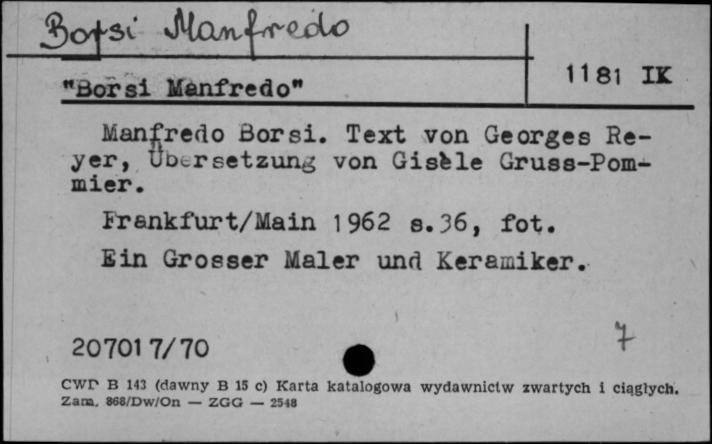 Borsi Manfredo
1181 IK
"Borsi Manfredo"
Manfredo Borsi. Text von Georges Re-
yer, Übersetzung von Gisèle Gruss-Pom-
mier.
Frankfurt/Main 1962 s.36, fot.
Ein Grosser Maler und Keramiker.
207017/70
7
CWD B 143 (dawny B 15 c) Karta katalogowa wydawnictw zwartych i ciągłych.
Zam. 868/Dw/On — ZGG — 2548